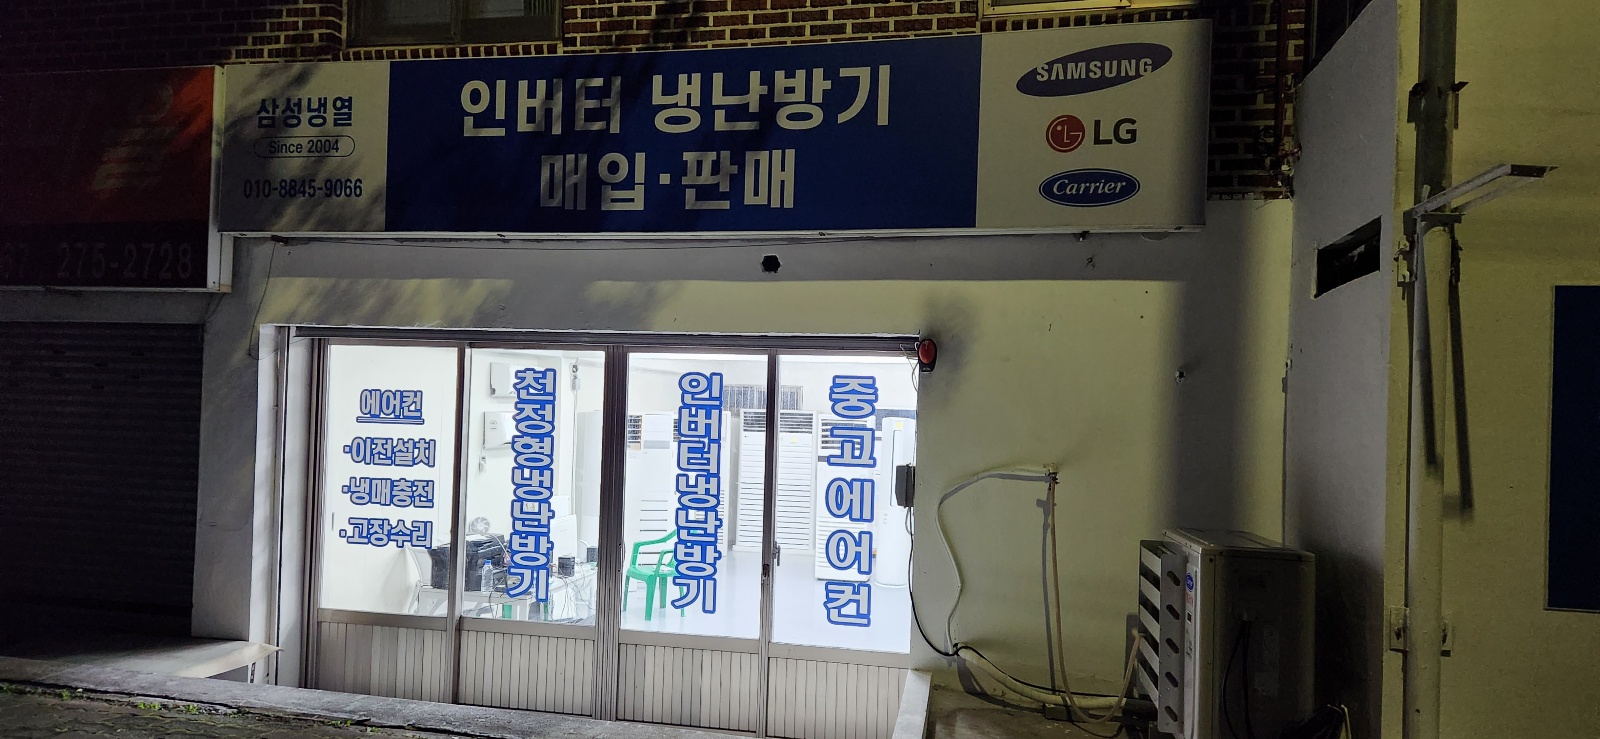 삼성냉열
Since 2004
010-8845-9066
인버터 냉난방기
매입·판매
SAMSUNG
LG
Carrier
275-2728
에어컨
·이전설치
·냉매충전
·고장수리
천정형냉난방기
인버터냉난방기
중고에어컨